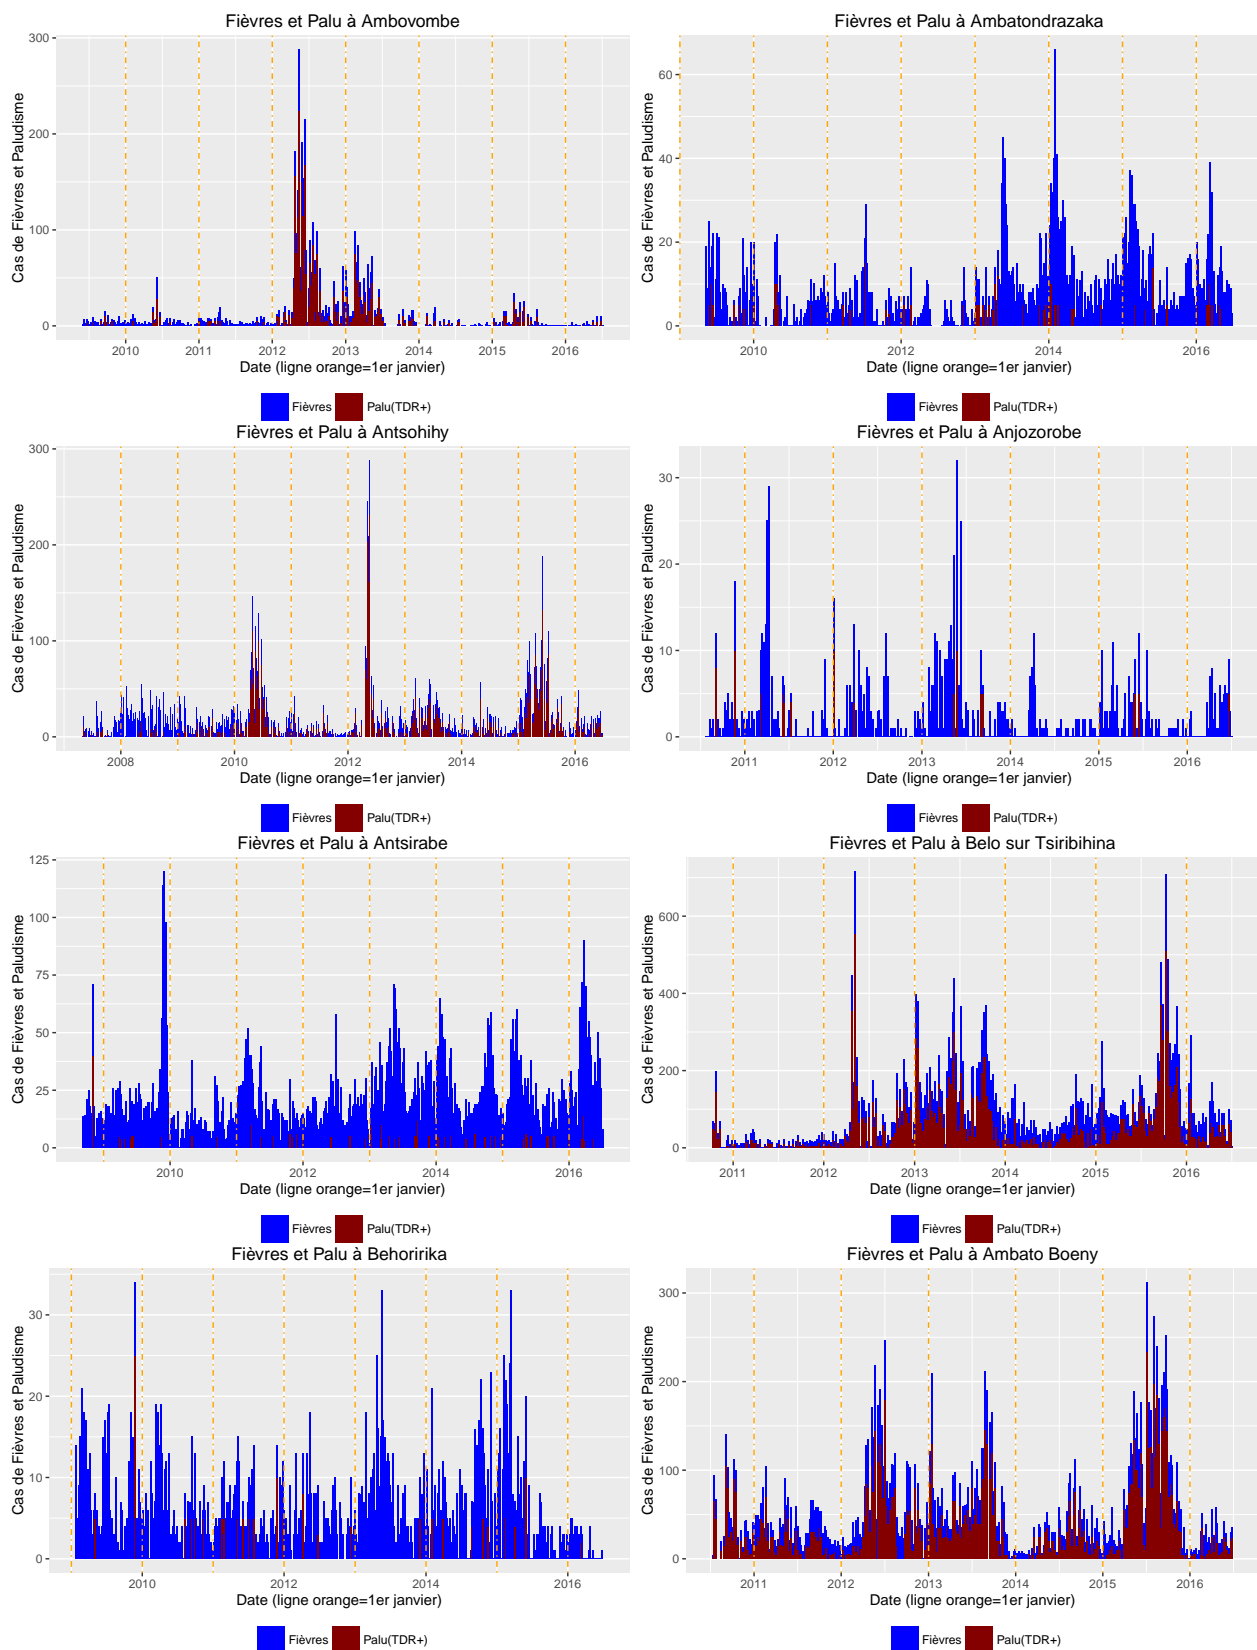 Fièvres et Palu à Ambovombe
Cas de Fièvres et Paludisme
300
200
100
0
2010 2011 2012 2013 2014 2015 2016
Date (ligne orange=1er janvier)
Fièvres Palu(TDR+)
Fièvres et Palu à Ambatondrazaka
Cas de Fièvres et Paludisme
60
40
20
0
2010 2012 2014 2016
Date (ligne orange=1er janvier)
Fièvres Palu(TDR+)
Fièvres et Palu à Antsohihy
Cas de Fièvres et Paludisme
300
200
100
0
2008 2010 2012 2014 2016
Date (ligne orange=1er janvier)
Fièvres Palu(TDR+)
Fièvres et Palu à Anjozorobe
Cas de Fièvres et Paludisme
30
20
10
0
2011 2012 2013 2014 2015 2016
Date (ligne orange=1er janvier)
Fièvres Palu(TDR+)
Fièvres et Palu à Antsirabe
Cas de Fièvres et Paludisme
125
100
75
50
25
0
2010 2012 2014 2016
Date (ligne orange=1er janvier)
Fièvres Palu(TDR+)
Fièvres et Palu à Belo sur Tsiribihina
Cas de Fièvres et Paludisme
600
400
200
0
2011 2012 2013 2014 2015 2016
Date (ligne orange=1er janvier)
Fièvres Palu(TDR+)
Fièvres et Palu à Behoririka
Cas de Fièvres et Paludisme
30
20
10
0
2010 2012 2014 2016
Date (ligne orange=1er janvier)
Fièvres Palu(TDR+)
Fièvres et Palu à Ambato Boeny
Cas de Fièvres et Paludisme
300
200
100
0
2011 2012 2013 2014 2015 2016
Date (ligne orange=1er janvier)
Fièvres Palu(TDR+)